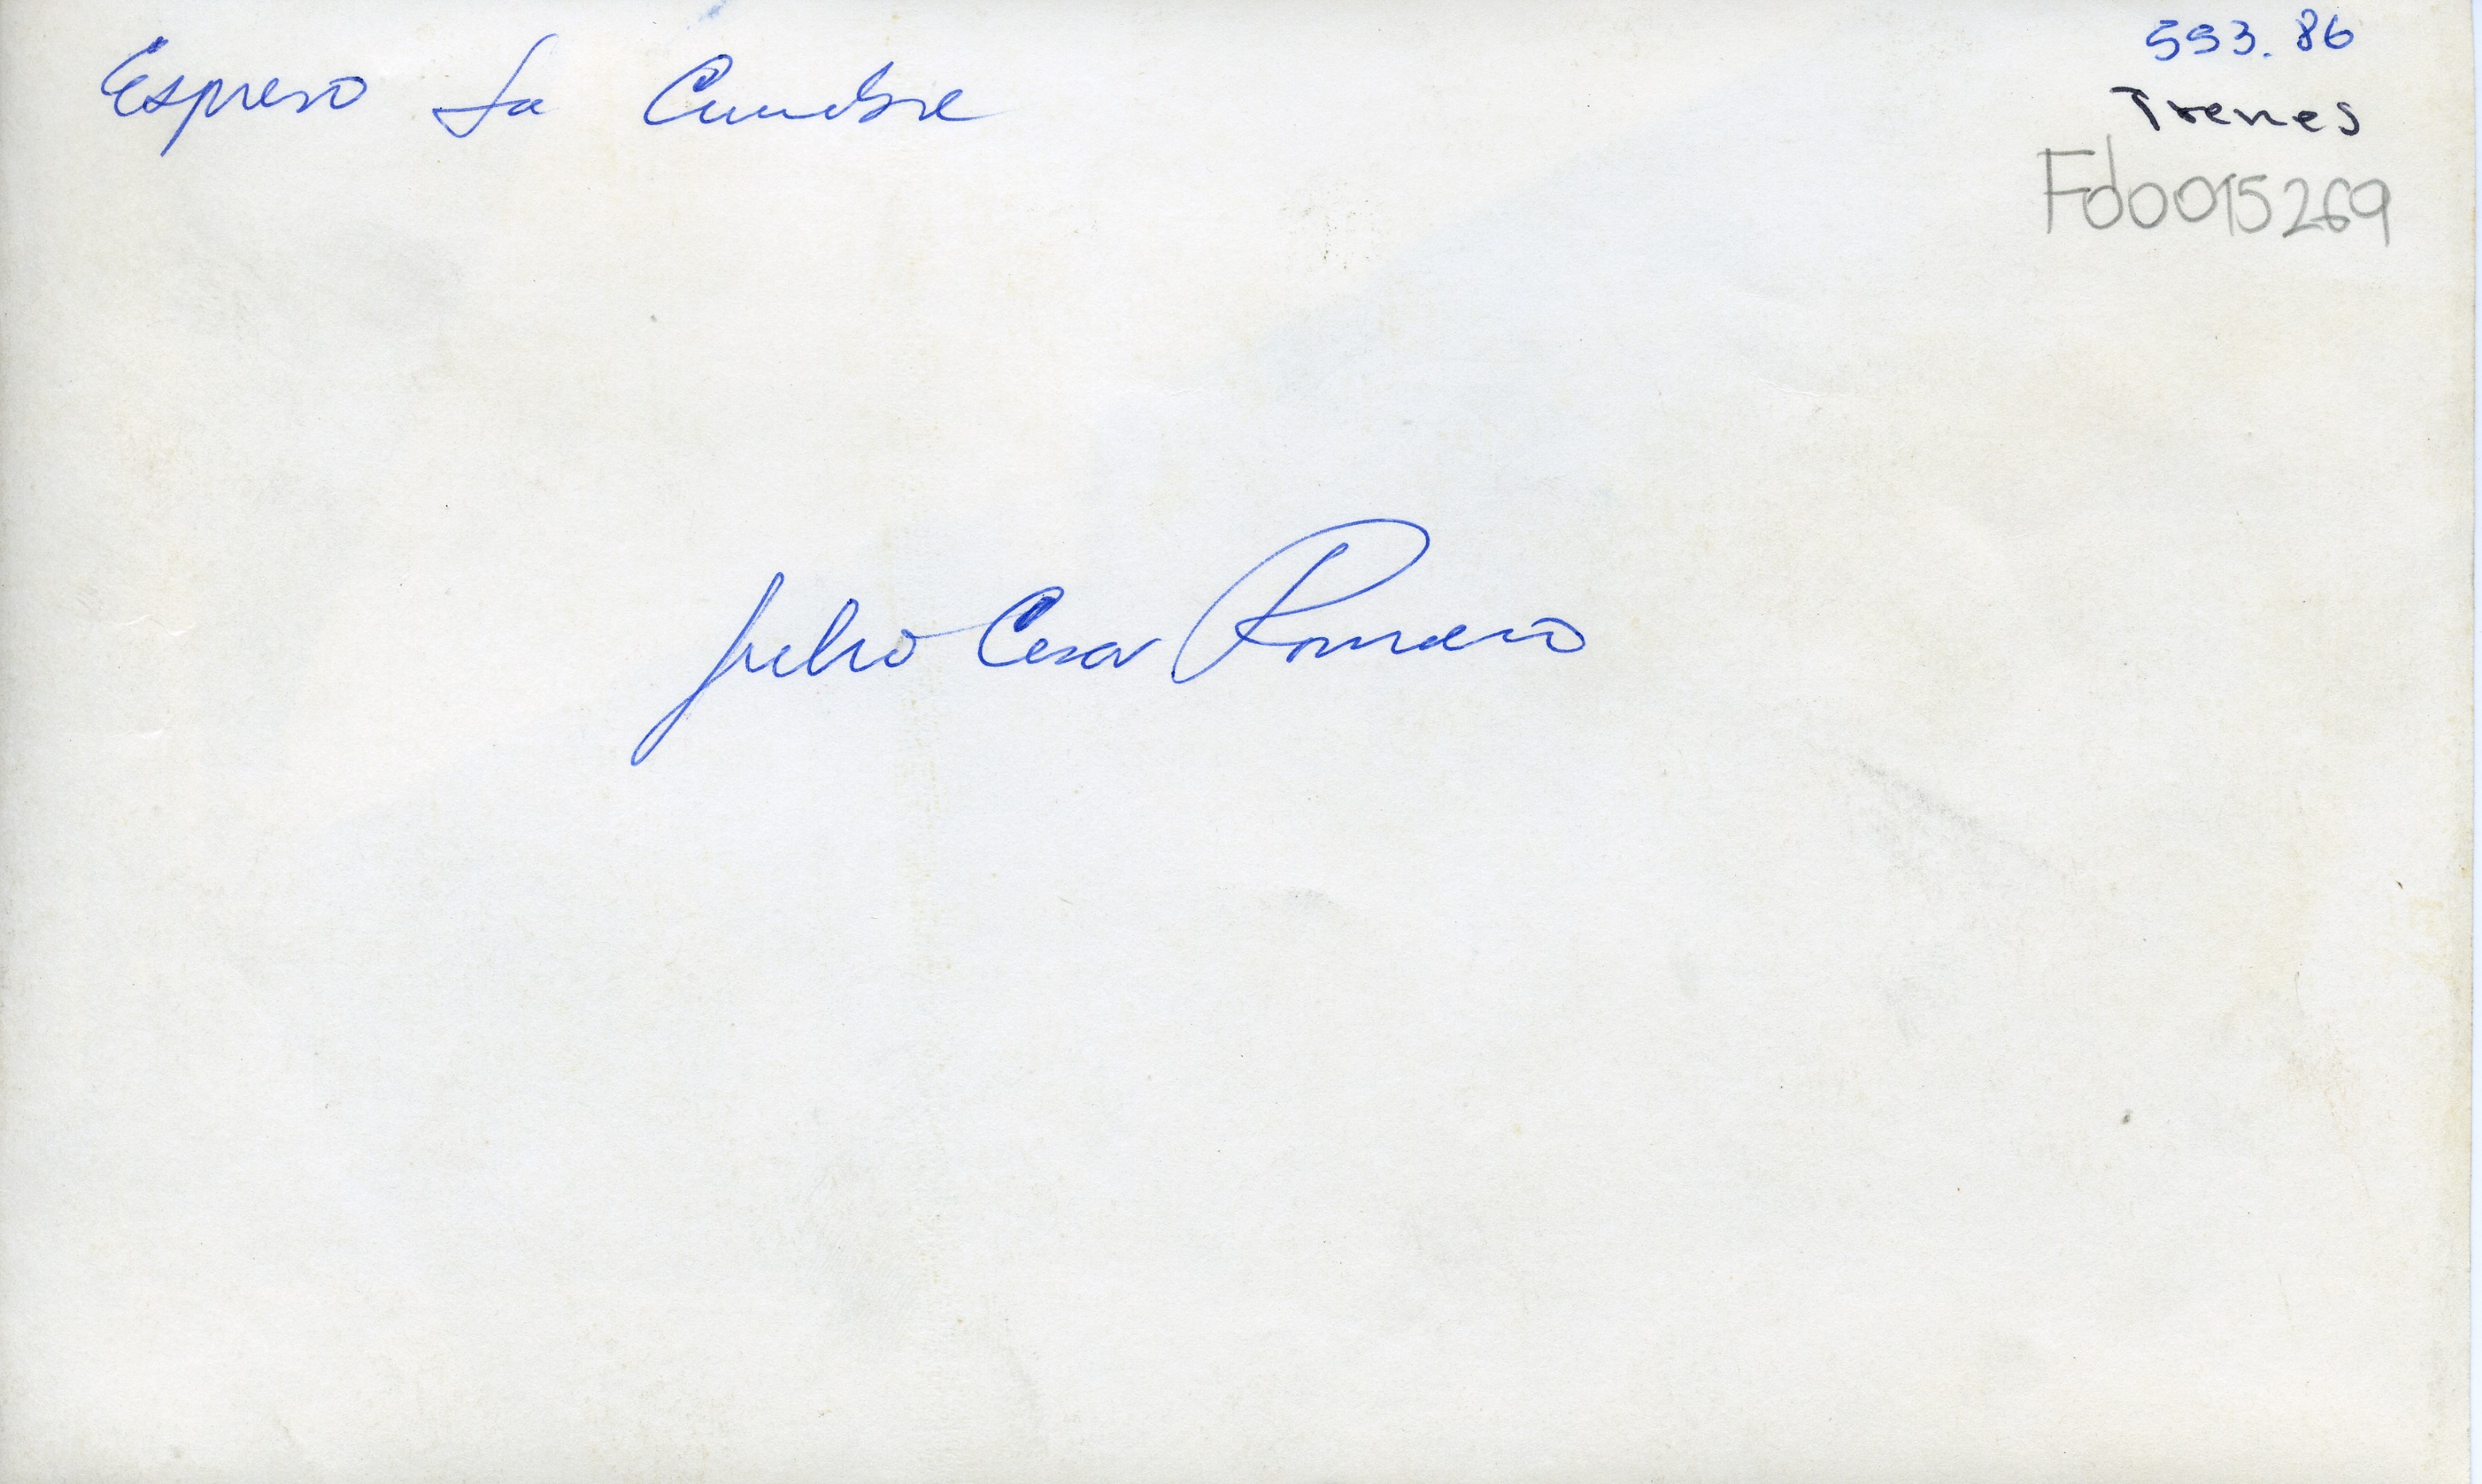 Espreso La Cumbre
593.86
Trenes
Fd0015269
Julio Cesar Romero